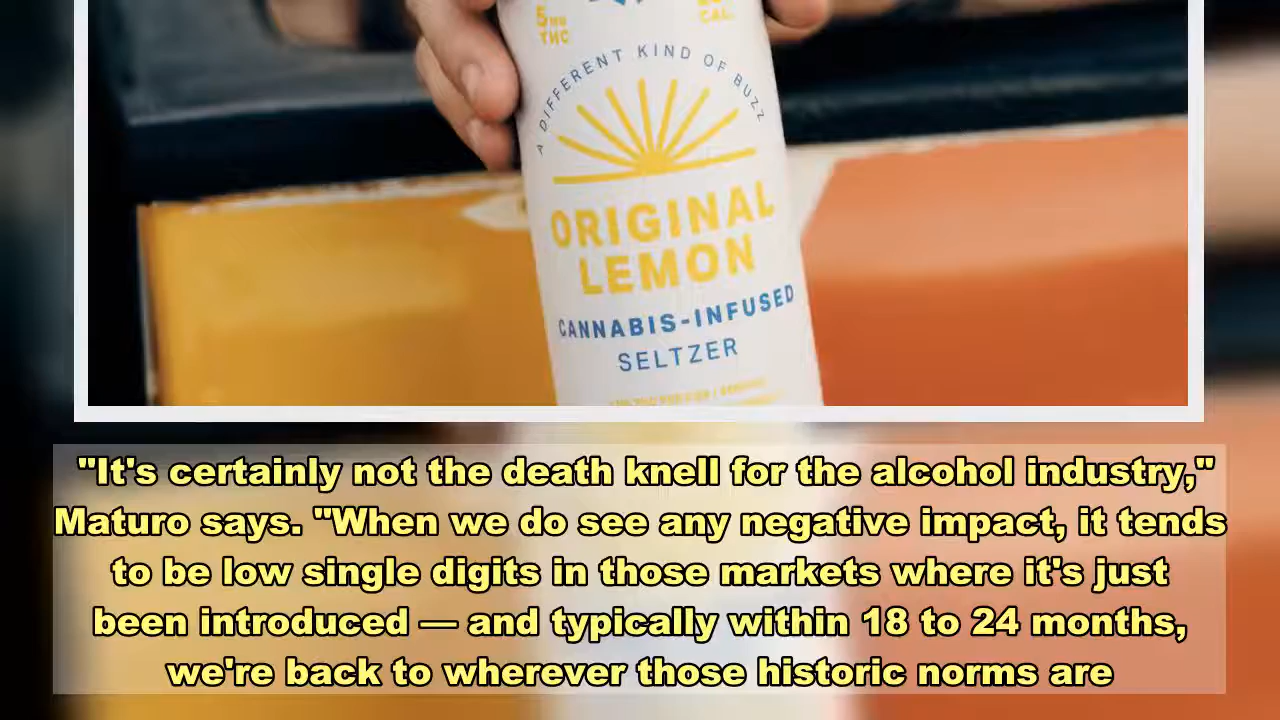 5mg
THC
CAL.
A DIFFERENT KIND OF BUZZ
ORIGINAL
LEMON
CANNABIS-INFUSED
SELTZER
"It's certainly not the death knell for the alcohol industry,"
Maturo says. "When we do see any negative impact, it tends
to be low single digits in those markets where it's just
been introduced — and typically within 18 to 24 months,
we're back to wherever those historic norms are